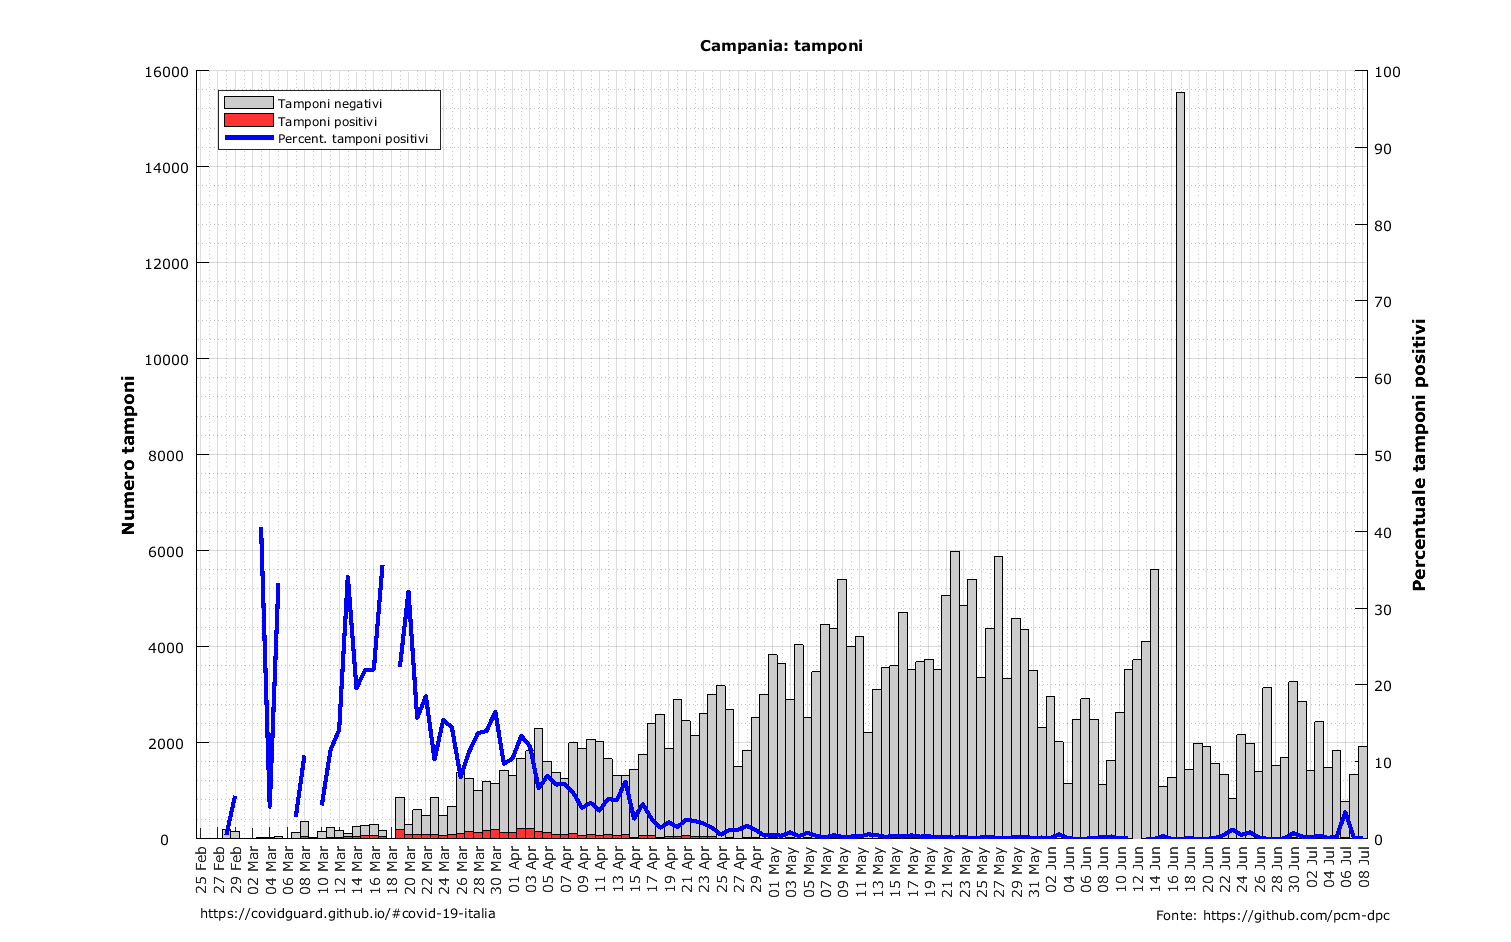 Campania: tamponi
16000
14000
12000
10000
8000
6000
4000
2000
0
Numero tamponi
Tamponi negativi
Tamponi positivi
Percent. tamponi positivi
100
90
80
70
60
50
40
30
20
10
0
Percentuale tamponi positivi
25 Feb
27 Feb
29 Feb
02 Mar
04 Mar
06 Mar
08 Mar
10 Mar
12 Mar
14 Mar
16 Mar
18 Mar
20 Mar
22 Mar
24 Mar
26 Mar
28 Mar
30 Mar
01 Apr
03 Apr
05 Apr
07 Apr
09 Apr
11 Apr
13 Apr
15 Apr
17 Apr
19 Apr
21 Apr
23 Apr
25 Apr
27 Apr
29 Apr
01 May
03 May
05 May
07 May
09 May
11 May
13 May
15 May
17 May
19 May
21 May
23 May
25 May
27 May
29 May
31 May
02 Jun
04 Jun
06 Jun
08 Jun
10 Jun
12 Jun
14 Jun
16 Jun
18 Jun
20 Jun
22 Jun
24 Jun
26 Jun
28 Jun
30 Jun
02 Jul
04 Jul
06 Jul
08 Jul
https://covidguard.github.io/#covid-19-italia
Fonte: https://github.com/pcm-dpc